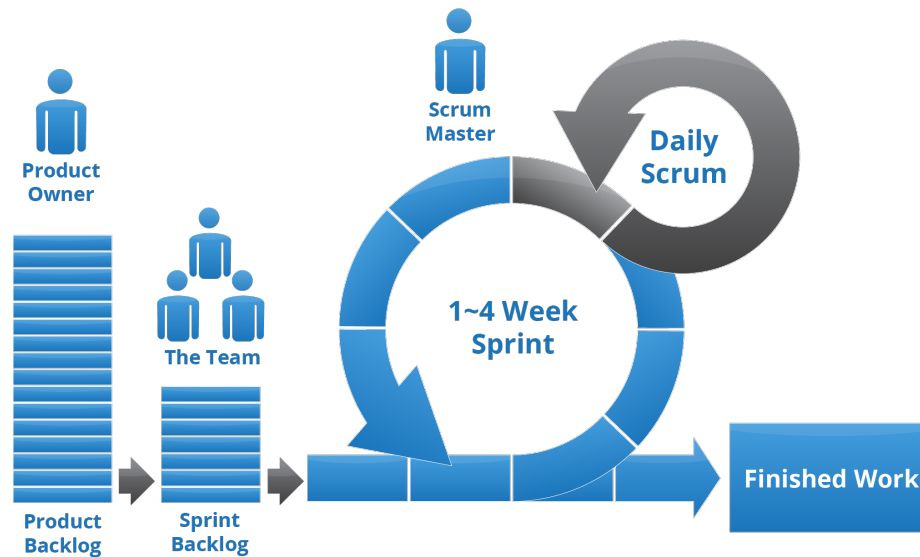 Product
Owner
The Team
Scrum
Master
Daily
Scrum
1~4 Week
Sprint
Finished Work
Product
Backlog
Sprint
Backlog